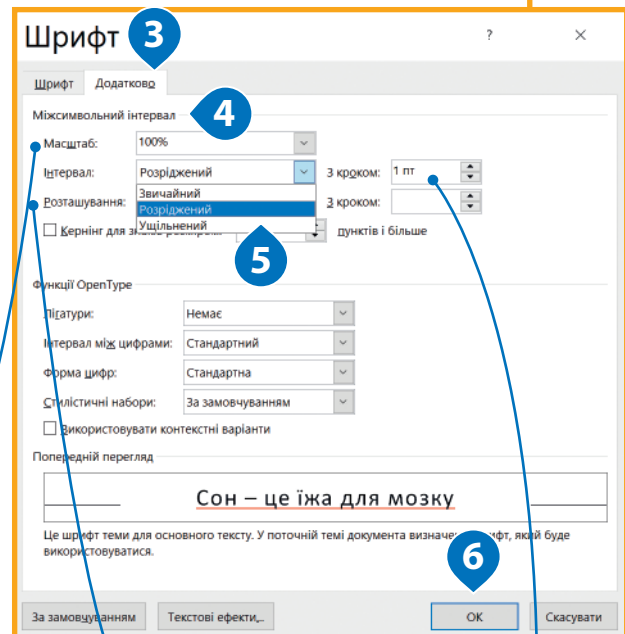 Шрифт 3 ? ×
Шрифт Додатково
Міжсимвольний інтервал 4
Масштаб: 100%
Інтервал: Розріджений З кроком: 1 пт
Звичайний
Розташування: Розріджений З кроком:
Ущільнений
Кернінг для пунктів і більше
5
Функції OpenType
Лігатури: Немає
Інтервал між цифрами: Стандартний
Форма цифр: Стандартна
Стилістичні набори: За замовчуванням
Використовувати контекстні варіанти
Попередній перегляд
Сон – це їжа для мозку
Це шрифт теми для основного тексту. У поточній темі документа визначено шрифт, який буде
використовуватися.
6
За замовчуванням Текстові ефекти... ОК Скасувати